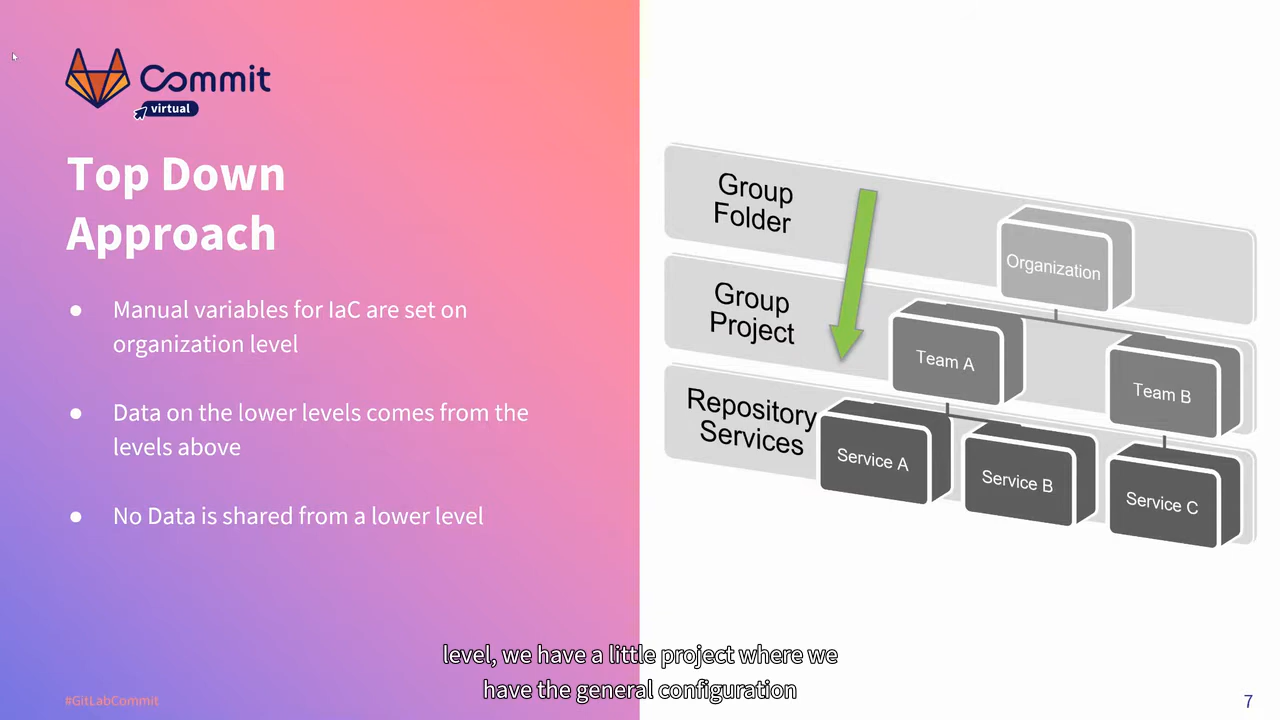 Commit
virtual
Top Down
Approach
● Manual variables for IaC are set on
organization level
● Data on the lower levels comes from the
levels above
● No Data is shared from a lower level
Group
Folder
Organization
Group
Project
Team A
Team B
Repository
Services
Service A
Service B
Service C
level, we have a little project where we
have the general configuration
#GitLabCommit
7